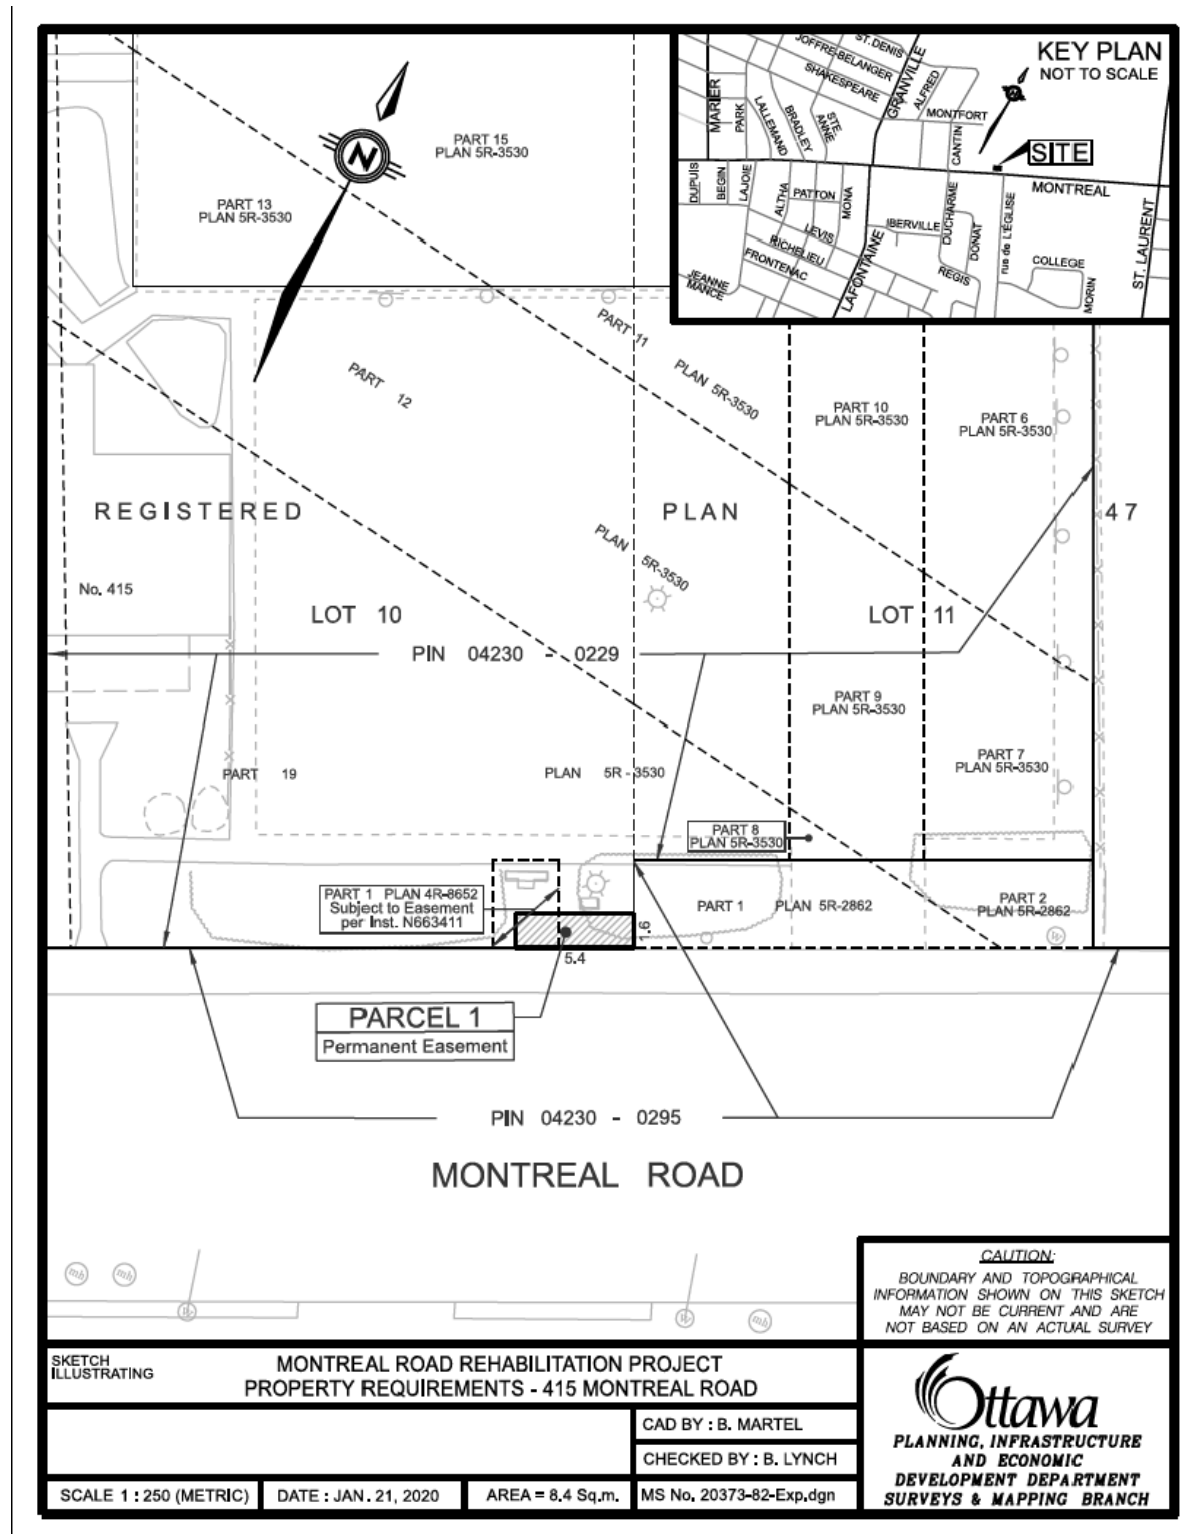 KEY PLAN
NOT TO SCALE
ST. DENIS
JOFFRE-BELANGER
SHAKESPEARE
GRANVILLE
ALFRED
MARIER
PARK
LALLEMAND
BRADLEY
STE.
ANNE
MONTFORT
CANTIN
SITE
DUPUIS
BEGIN
LAJOIE
ALTHA
PATTON
MONA
MONTREAL
LEVIS
RICHELIEU
FRONTENAC
JEANNE
MANCE
LAFONTAINE
IBERVILLE
DUCHARME
DONAT
REGIS
rue de L'ÉGLISE
COLLEGE
MORIN
ST. LAURENT
N
PART 15
PLAN 5R-3530
PART 13
PLAN 5R-3530
PART 11
PLAN 5R-3530
PART 12
PLAN 5R-3530
PART 10
PLAN 5R-3530
PART 6
PLAN 5R-3530
REGISTERED PLAN 47
No. 415
LOT 10
LOT 11
PIN 04230 - 0229
PART 9
PLAN 5R-3530
PART 7
PLAN 5R-3530
PART 19 PLAN 5R-3530
PART 8
PLAN 5R-3530
PART 1 PLAN 4R-8652
Subject to Easement
per Inst. N663411
PART 1 PLAN 5R-2862
PART 2
PLAN 5R-2862
1.6
5.4
W
PARCEL 1
Permanent Easement
PIN 04230 - 0295
MONTREAL ROAD
mh
mh
W
W
mh
CAUTION:
BOUNDARY AND TOPOGRAPHICAL
INFORMATION SHOWN ON THIS SKETCH
MAY NOT BE CURRENT AND ARE
NOT BASED ON AN ACTUAL SURVEY
SKETCH
ILLUSTRATING
MONTREAL ROAD REHABILITATION PROJECT
PROPERTY REQUIREMENTS - 415 MONTREAL ROAD
CAD BY : B. MARTEL
CHECKED BY : B. LYNCH
SCALE 1 : 250 (METRIC)
DATE : JAN. 21, 2020
AREA = 8.4 Sq.m.
MS No. 20373-82-Exp.dgn
Ottawa
PLANNING, INFRASTRUCTURE
AND ECONOMIC
DEVELOPMENT DEPARTMENT
SURVEYS & MAPPING BRANCH